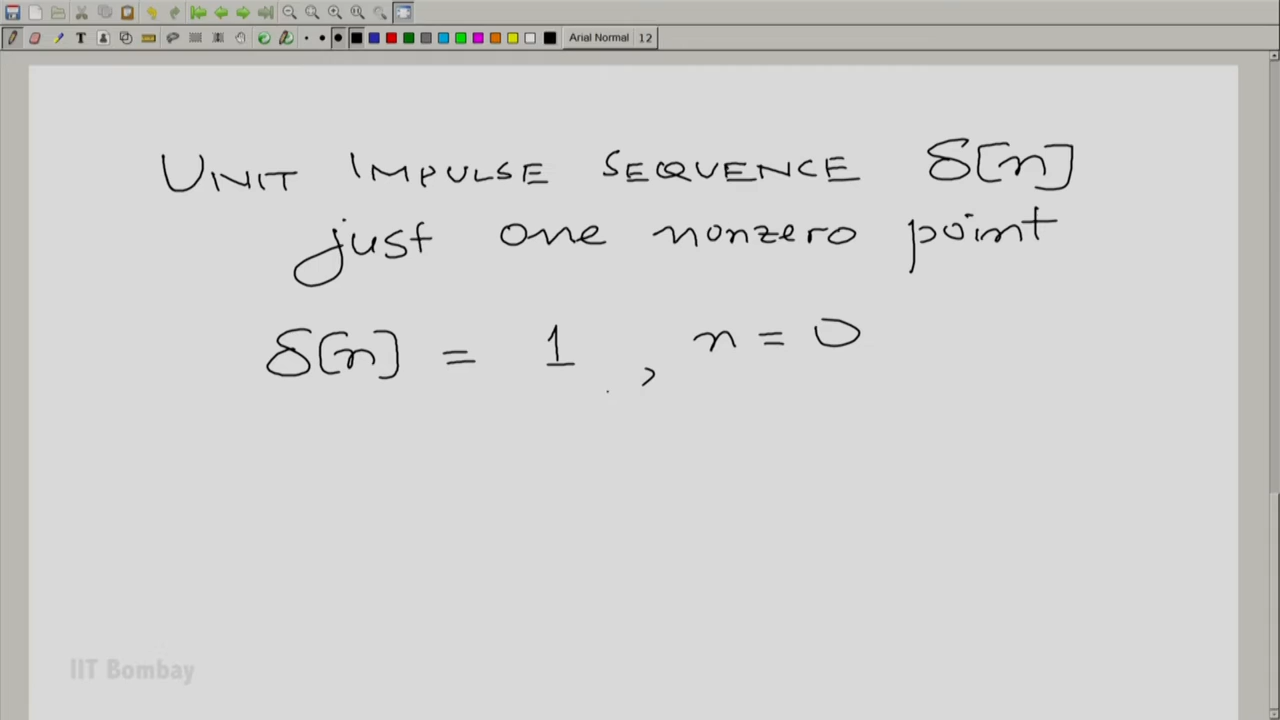 Arial Normal 12
UNIT IMPULSE SEQUENCE δ[n]
just one nonzero point
δ[n] = 1 , n = 0
IIT Bombay